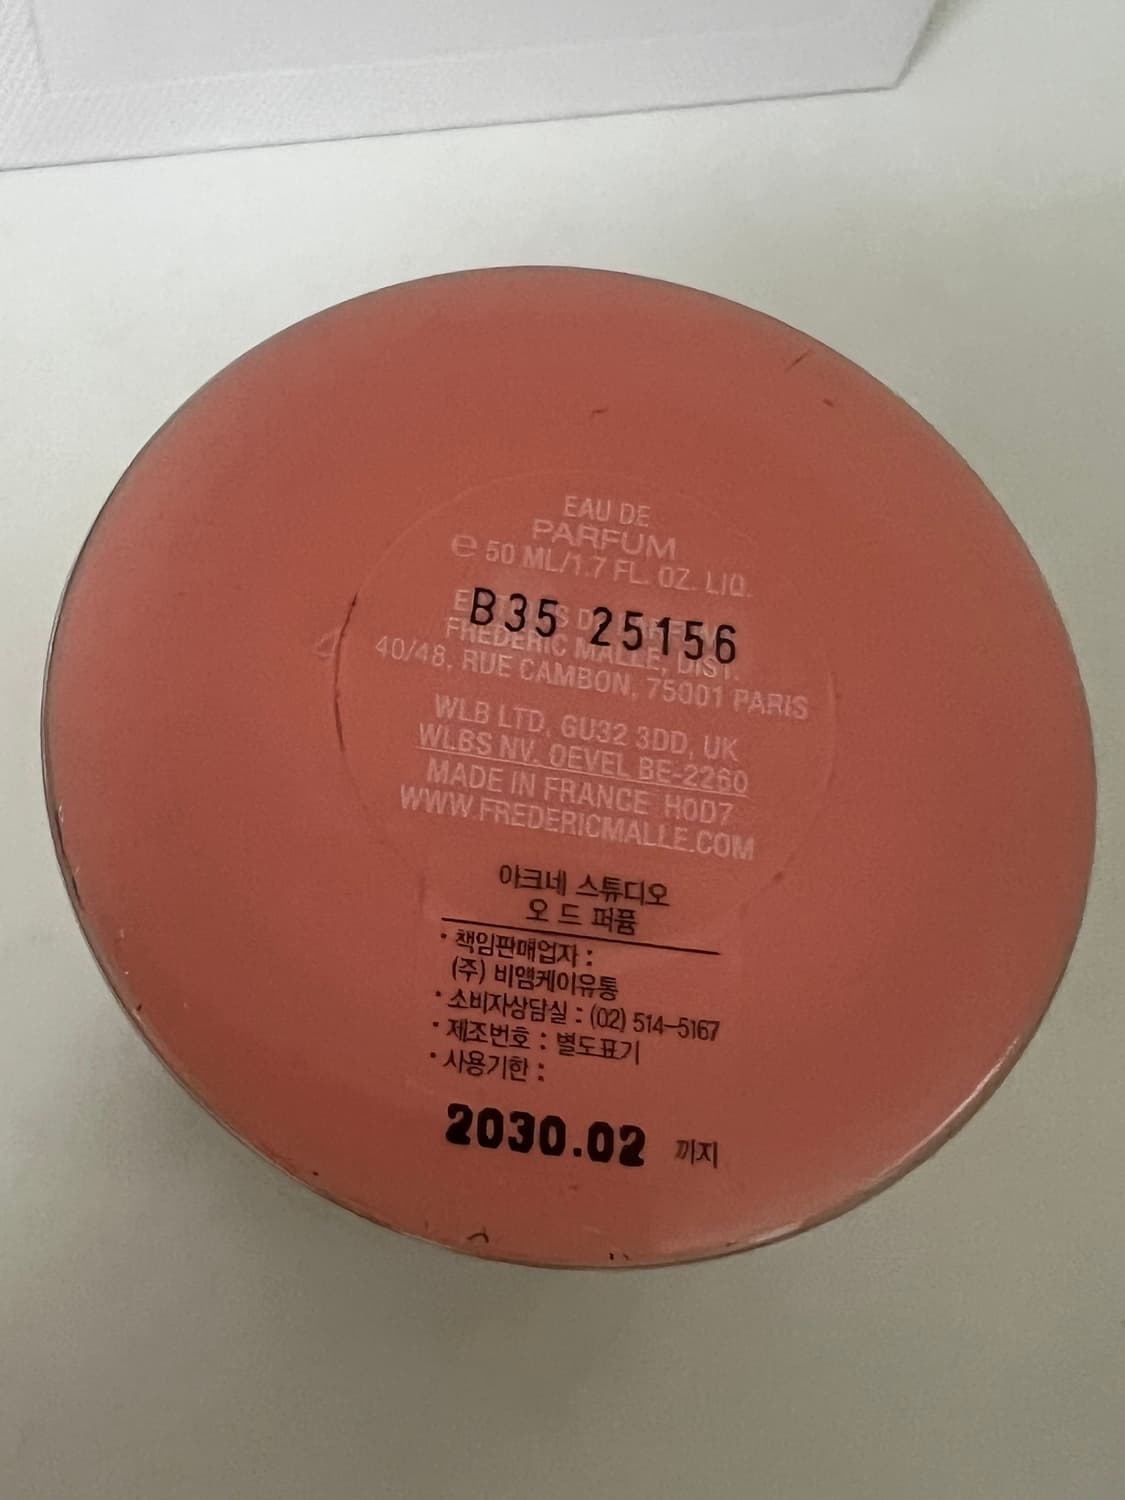 EAU DE
PARFUM
e 50 ML/1.7 FL. OZ. LIQ.
B35 25156
FREDERIC MALLE, DIST.
40/48, RUE CAMBON, 75001 PARIS
WLB LTD, GU32 3DD, UK
WLBS NV. OEVEL BE-2260
MADE IN FRANCE H0D7
WWW.FREDERICMALLE.COM
아크네 스튜디오
오 드 퍼퓸
· 책임판매업자 :
(주) 비엠케이유통
· 소비자상담실 : (02) 514-5167
· 제조번호 : 별도표기
· 사용기한 :
2030.02 까지